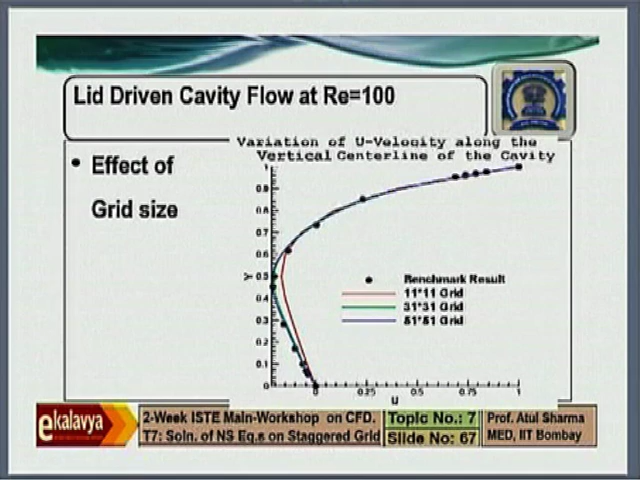 Lid Driven Cavity Flow at Re=100
• Effect of
Grid size
Variation of U-Velocity along the
Vertical Centerline of the Cavity
1
0.9
0.8
0.7
0.6
Y
0.4
0.3
0.2
0.1
0
Benchmark Result
11*11 Grid
31*31 Grid
51*51 Grid
0 0.25 0.5 0.75 1
U
ekalavya
2-Week ISTE Main-Workshop on CFD.
T7: Soln. of NS Eq.s on Staggered Grid
Topic No.: 7
Slide No: 67
Prof. Atul Sharma
MED, IIT Bombay